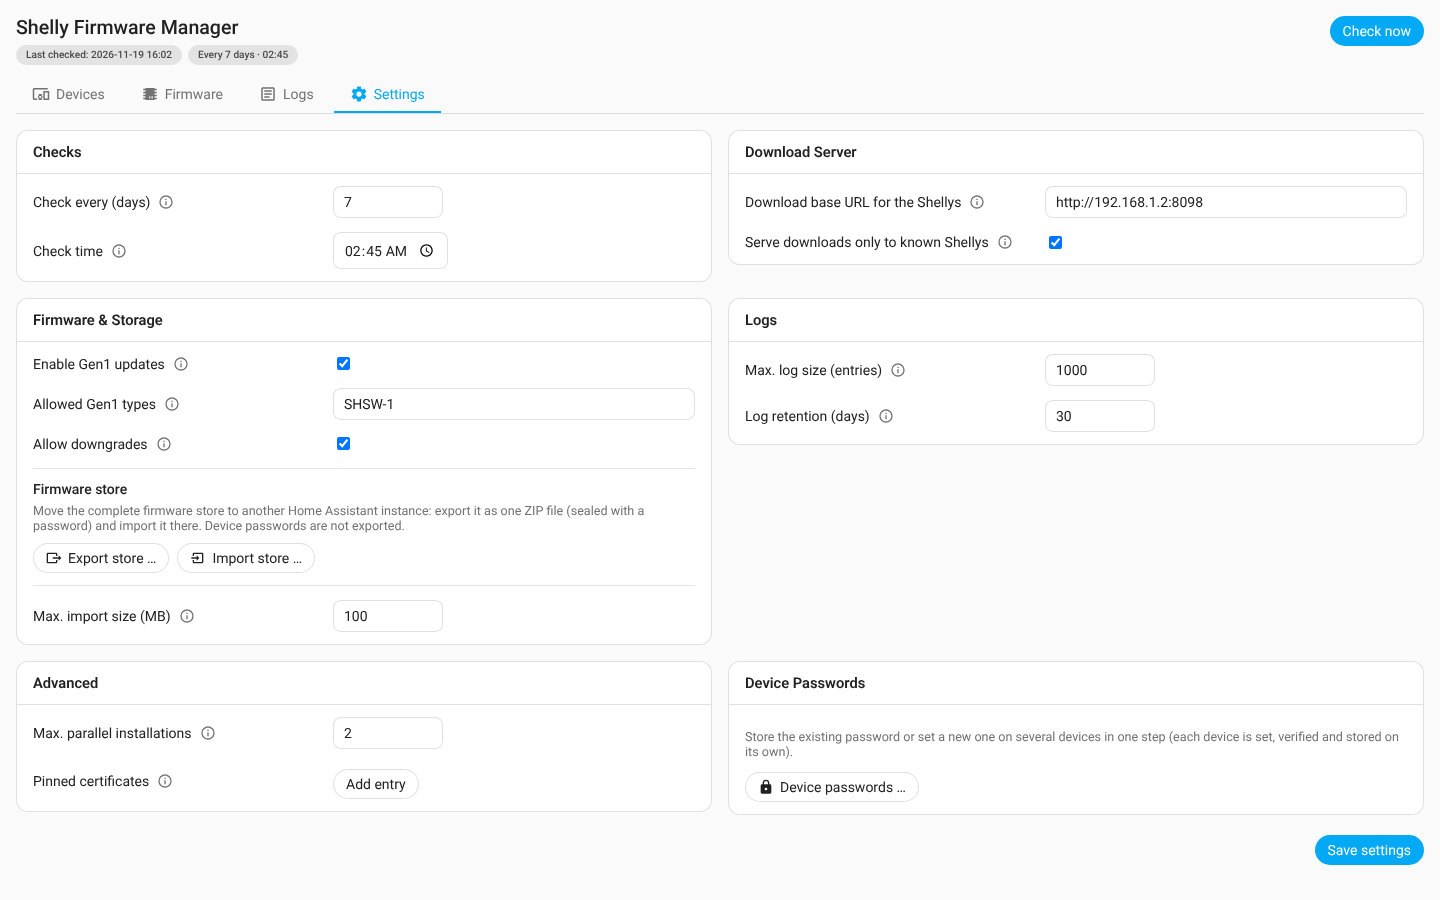 Shelly Firmware Manager
Check now
Last checked: 2026-11-19 16:02
Every 7 days · 02:45
Devices
Firmware
Logs
Settings
Checks
Check every (days)
7
Check time
02:45 AM
Download Server
Download base URL for the Shellys
http://192.168.1.2:8098
Serve downloads only to known Shellys
Firmware & Storage
Enable Gen1 updates
Allowed Gen1 types
SHSW-1
Allow downgrades
Firmware store
Move the complete firmware store to another Home Assistant instance: export it as one ZIP file (sealed with a
password) and import it there. Device passwords are not exported.
Export store ...
Import store ...
Max. import size (MB)
100
Logs
Max. log size (entries)
1000
Log retention (days)
30
Advanced
Max. parallel installations
2
Pinned certificates
Add entry
Device Passwords
Store the existing password or set a new one on several devices in one step (each device is set, verified and stored on
its own).
Device passwords ...
Save settings